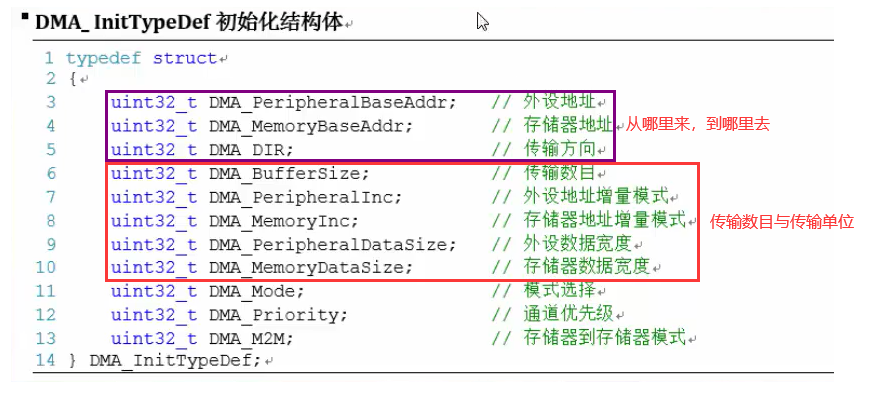 DMA_ InitTypeDef 初始化结构体
1 typedef struct
2 {
3 uint32_t DMA_PeripheralBaseAddr; // 外设地址
4 uint32_t DMA_MemoryBaseAddr; // 存储器地址 从哪里来，到哪里去
5 uint32_t DMA_DIR; // 传输方向
6 uint32_t DMA_BufferSize; // 传输数目
7 uint32_t DMA_PeripheralInc; // 外设地址增量模式
8 uint32_t DMA_MemoryInc; // 存储器地址增量模式 传输数目与传输单位
9 uint32_t DMA_PeripheralDataSize; // 外设数据宽度
10 uint32_t DMA_MemoryDataSize; // 存储器数据宽度
11 uint32_t DMA_Mode; // 模式选择
12 uint32_t DMA_Priority; // 通道优先级
13 uint32_t DMA_M2M; // 存储器到存储器模式
14 } DMA_InitTypeDef;